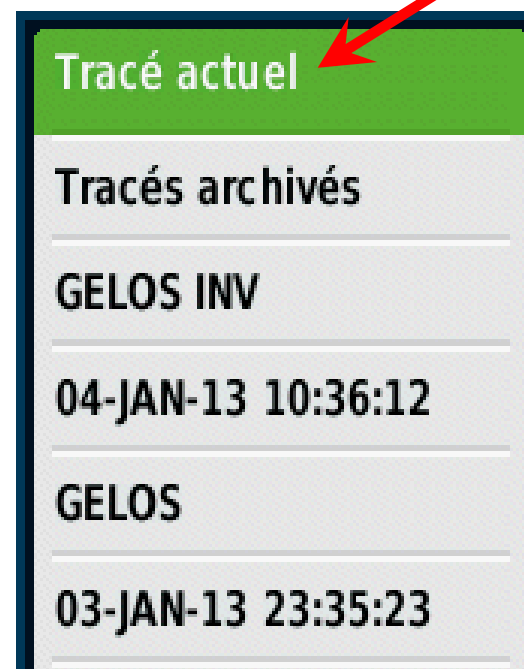 Tracé actuel
Tracés archivés
GELOS INV
04-JAN-13 10:36:12
GELOS
03-JAN-13 23:35:23